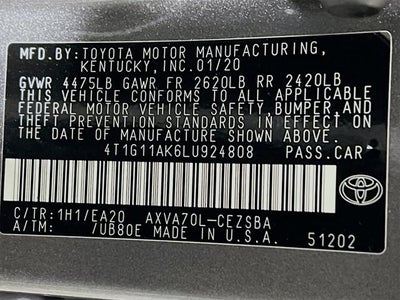 MFD.BY:TOYOTA MOTOR MANUFACTURING,
KENTUCKY,INC.01/20
GVWR 4475LB GAWR FR 2620LB RR 2420LB
THIS VEHICLE CONFORMS TO ALL APPLICABLE
FEDERAL MOTOR VEHICLE SAFETY,BUMPER,AND
THEFT PREVENTION STANDARDS IN EFFECT ON
THE DATE OF MANUFACTURE SHOWN ABOVE.
4T1G11AK6LU924808 PASS.CAR
C/TR:1H1/EA20 AXVA70L-CEZSBA
A/TM: /UB80E MADE IN U.S.A.
51202
TOYOTA